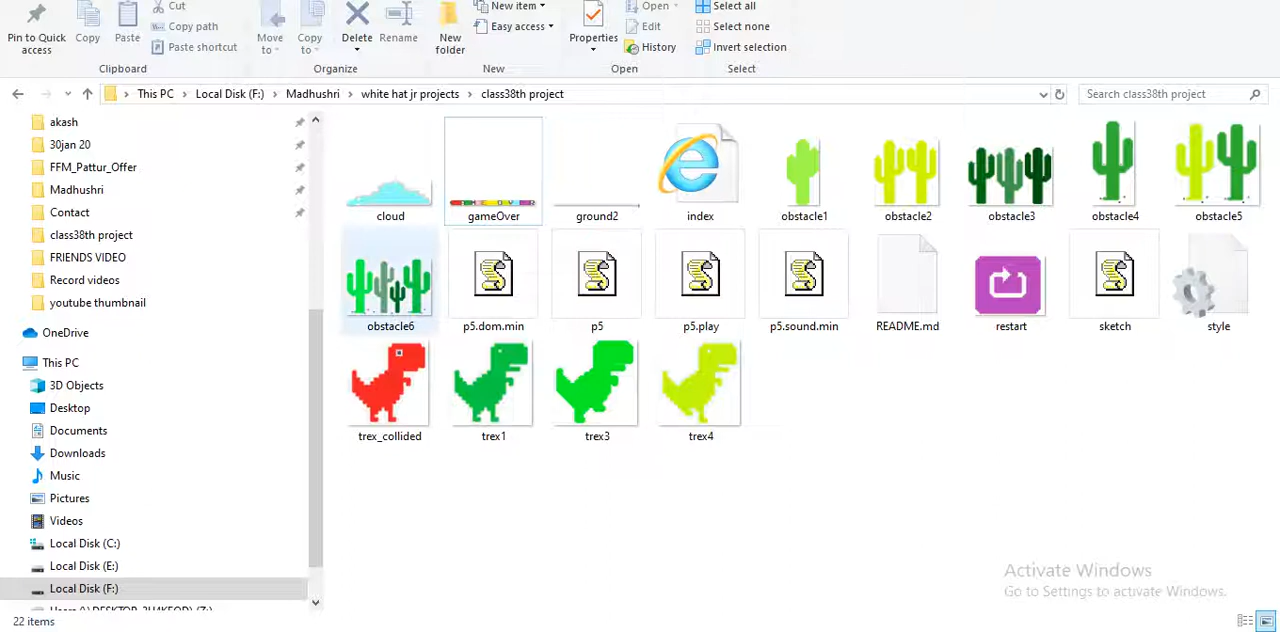 Pin to Quick access
Copy
Paste
Cut
Copy path
Paste shortcut
Clipboard
Move to
Copy to
Delete
Rename
Organize
New folder
New item
Easy access
New
Properties
Open
Edit
History
Open
Select all
Select none
Invert selection
Select
This PC > Local Disk (F:) > Madhushri > white hat jr projects > class38th project
Search class38th project
akash
30jan 20
FFM_Pattur_Offer
Madhushri
Contact
class38th project
FRIENDS VIDEO
Record videos
youtube thumbnail
OneDrive
This PC
3D Objects
Desktop
Documents
Downloads
Music
Pictures
Videos
Local Disk (C:)
Local Disk (E:)
Local Disk (F:)
cloud
gameOver
ground2
index
obstacle1
obstacle2
obstacle3
obstacle4
obstacle5
obstacle6
p5.dom.min
p5
p5.play
p5.sound.min
README.md
restart
sketch
style
trex_collided
trex1
trex3
trex4
Activate Windows
Go to Settings to activate Windows.
22 items